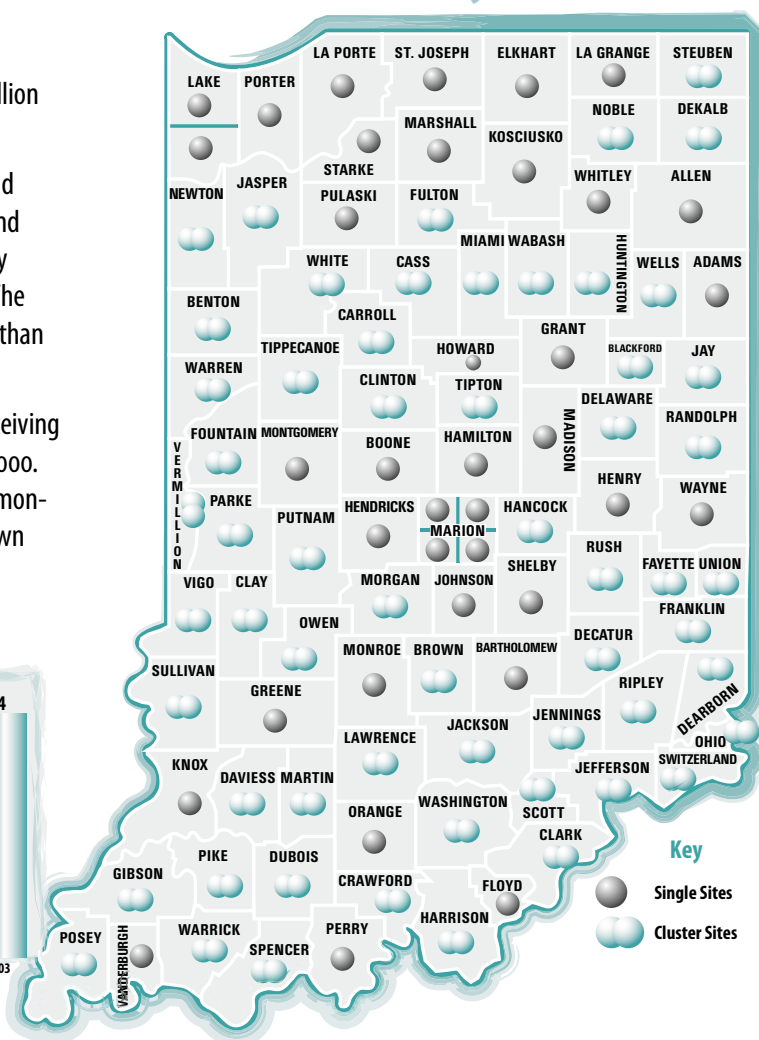 llion
d
nd
y
he
than
eiving
000.
mon-
wn
4
03
LA PORTE
ST. JOSEPH
ELKHART
LA GRANGE
STEUBEN
LAKE
PORTER
NOBLE
DEKALB
MARSHALL
KOSCIUSKO
STARKE
WHITLEY
ALLEN
NEWTON
JASPER
PULASKI
FULTON
MIAMI
WABASH
HUNTINGTON
WHITE
CASS
WELLS
ADAMS
BENTON
CARROLL
GRANT
TIPPECANOE
HOWARD
BLACKFORD
JAY
WARREN
CLINTON
TIPTON
DELAWARE
MADISON
RANDOLPH
FOUNTAIN
MONTGOMERY
BOONE
HAMILTON
VERMILLION
HENRY
WAYNE
PARKE
HENDRICKS
MARION
HANCOCK
PUTNAM
RUSH
SHELBY
FAYETTE
UNION
VIGO
CLAY
MORGAN
JOHNSON
FRANKLIN
OWEN
DECATUR
MONROE
BROWN
BARTHOLOMEW
SULLIVAN
RIPLEY
GREENE
DEARBORN
JENNINGS
JACKSON
LAWRENCE
OHIO
SWITZERLAND
KNOX
JEFFERSON
DAVIESS
MARTIN
WASHINGTON
ORANGE
SCOTT
CLARK
PIKE
DUBOIS
GIBSON
CRAWFORD
FLOYD
HARRISON
POSEY
VANDERBURGH
WARRICK
PERRY
SPENCER
Key
Single Sites
Cluster Sites